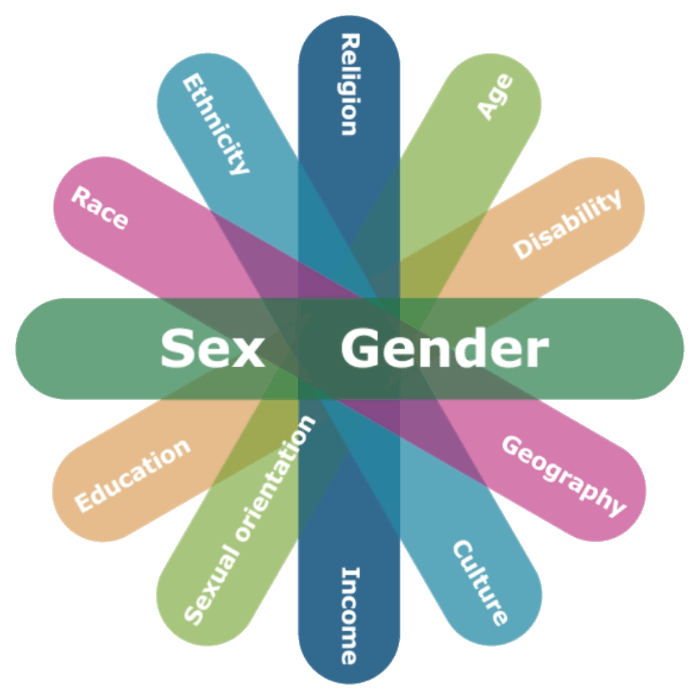 Religion
Age
Ethnicity
Disability
Race
Sex Gender
Education
Sexual orientation
Geography
Culture
Income